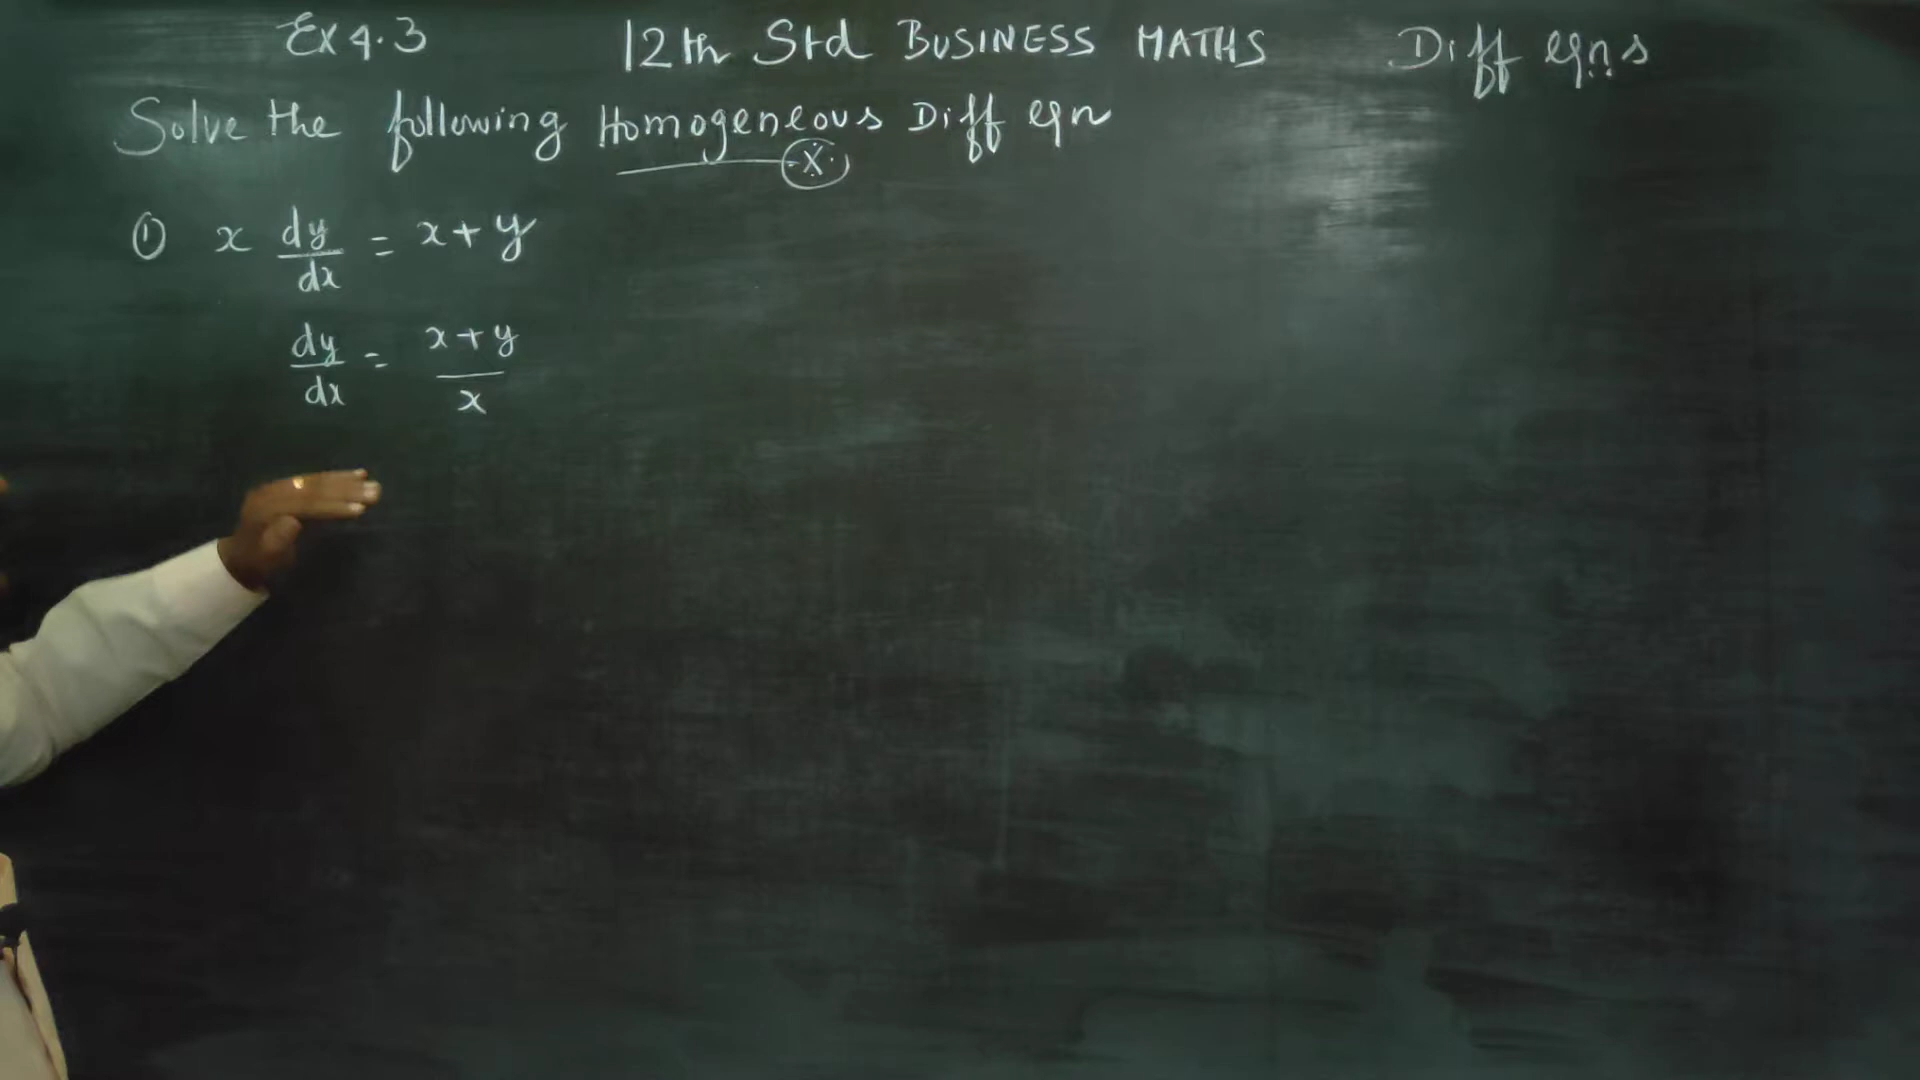 Ex 4.3 12th Std BUSINESS MATHS Diff eqns
Solve the following Homogeneous Diff eqn
X
① x dy/dx = x+y
dy/dx = x+y/x